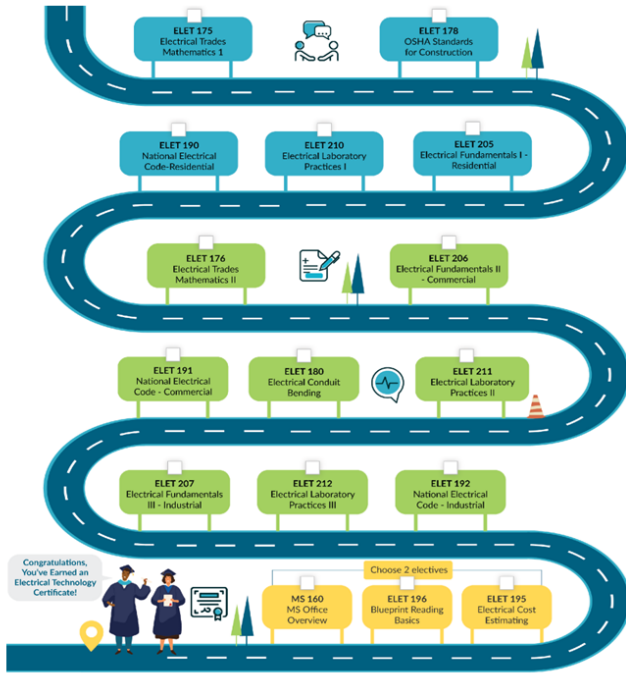 ELET 175
Electrical Trades
Mathematics 1
ELET 178
OSHA Standards
for Construction
ELET 190
National Electrical
Code-Residential
ELET 210
Electrical Laboratory
Practices I
ELET 205
Electrical Fundamentals I -
Residential
ELET 176
Electrical Trades
Mathematics II
ELET 206
Electrical Fundamentals II
- Commercial
ELET 191
National Electrical
Code - Commercial
ELET 180
Electrical Conduit
Bending
ELET 211
Electrical Laboratory
Practices II
ELET 207
Electrical Fundamentals
III - Industrial
ELET 212
Electrical Laboratory
Practices III
ELET 192
National Electrical
Code - Industrial
Congratulations,
You've Earned an
Electrical Technology
Certificate!
Choose 2 electives
MS 160
MS Office
Overview
ELET 196
Blueprint Reading
Basics
ELET 195
Electrical Cost
Estimating